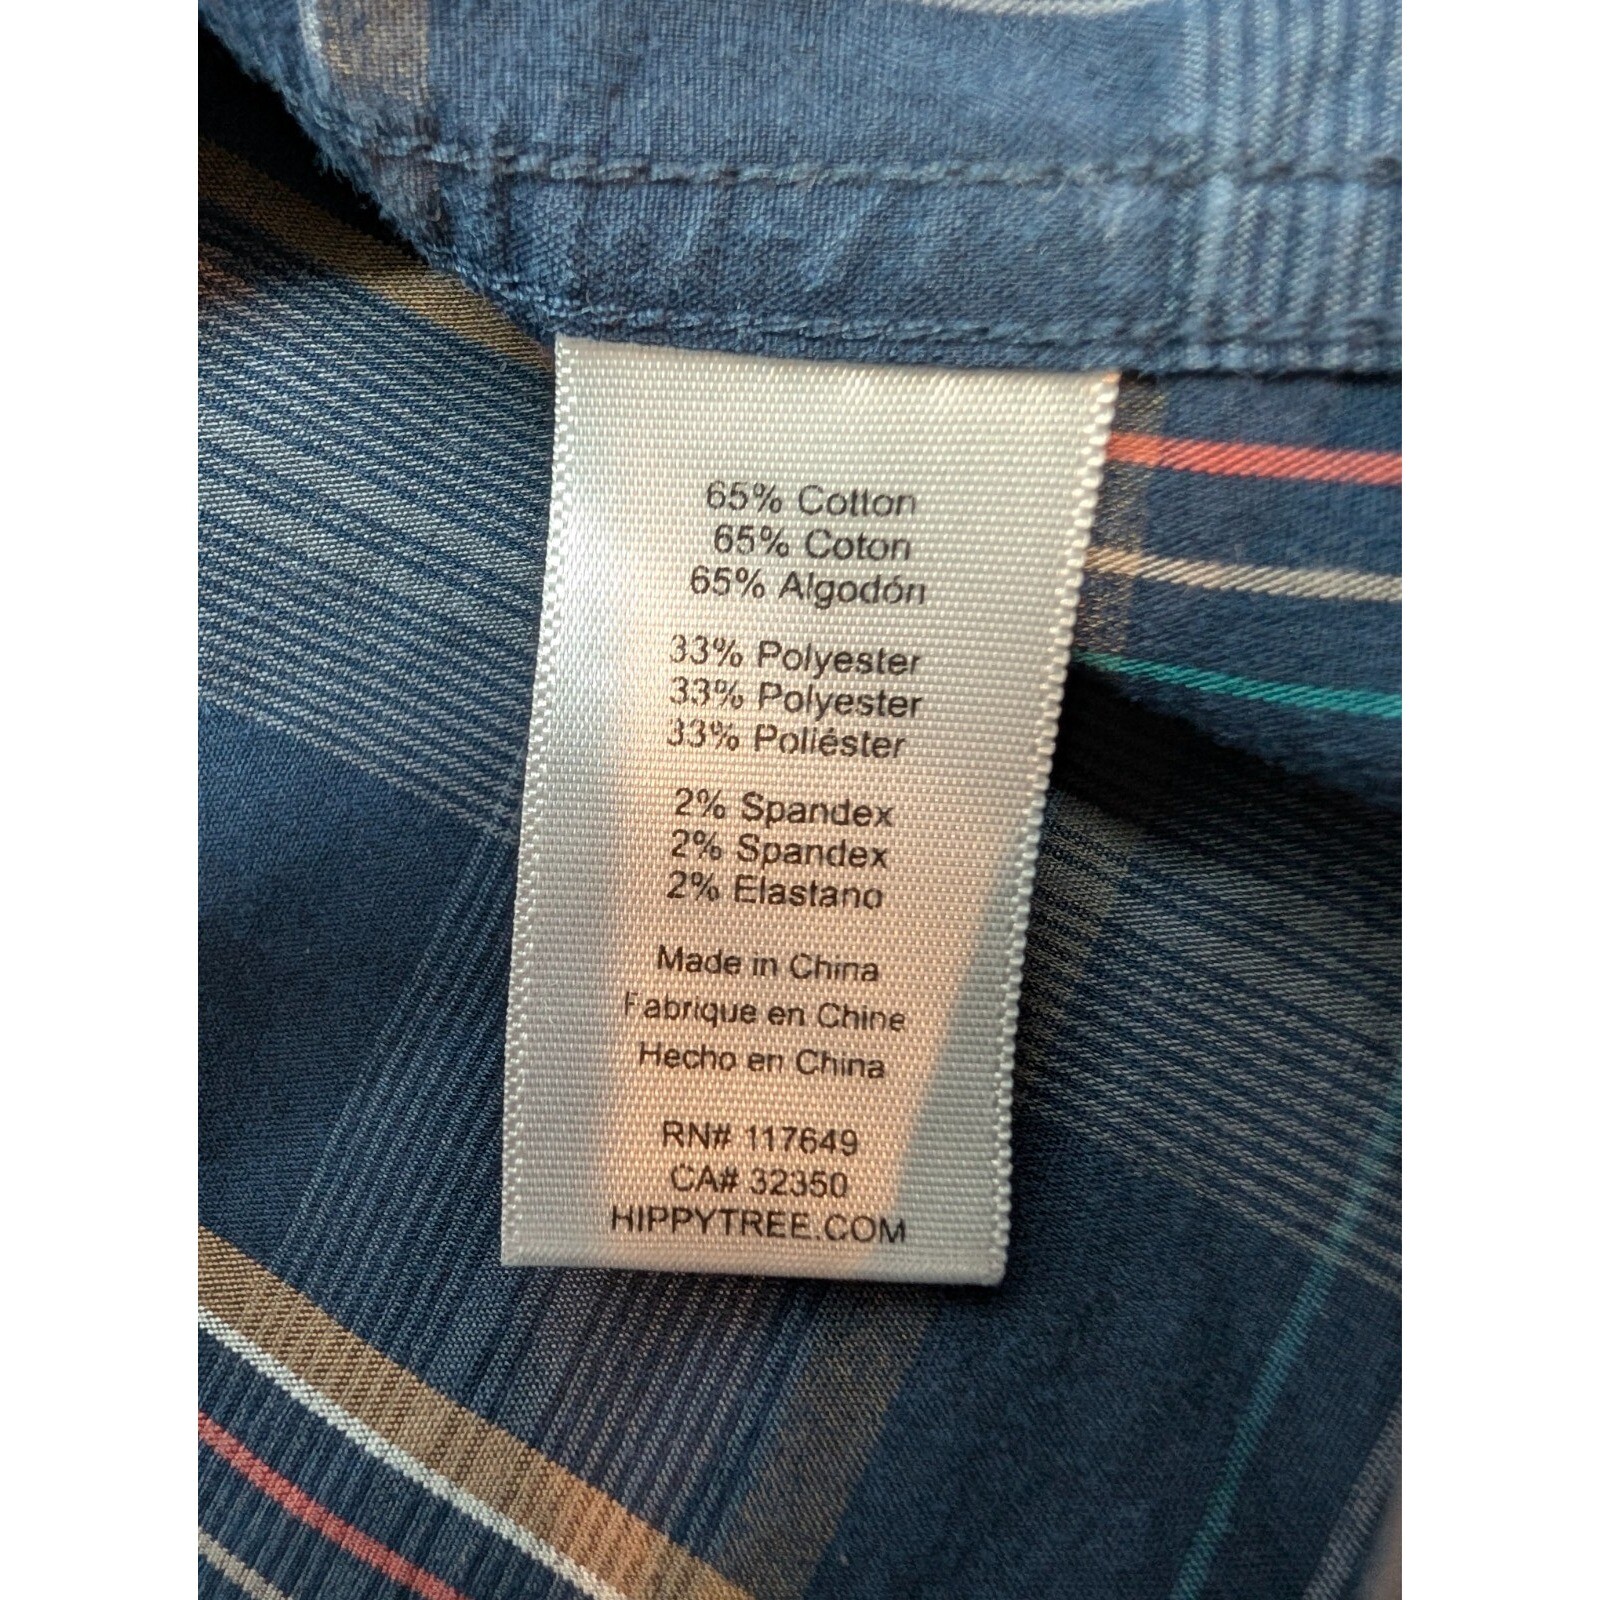 65% Cotton
65% Coton
65% Algodón
33% Polyester
33% Polyester
33% Poliéster
2% Spandex
2% Spandex
2% Elastano
Made in China
Fabrique en Chine
Hecho en China
RN# 117649
CA# 32350
HIPPYTREE.COM